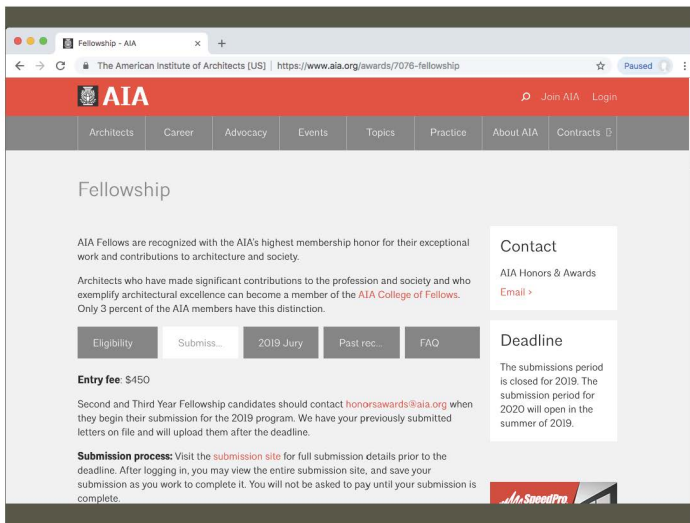 Fellowship - AIA
The American Institute of Architects [US] | https://www.aia.org/awards/7076-fellowship
Paused
AIA
Join AIA Login
Architects Career Advocacy Events Topics Practice About AIA Contracts
Fellowship
AIA Fellows are recognized with the AIA's highest membership honor for their exceptional
work and contributions to architecture and society.
Architects who have made significant contributions to the profession and society and who
exemplify architectural excellence can become a member of the AIA College of Fellows.
Only 3 percent of the AIA members have this distinction.
Eligibility Submiss... 2019 Jury Past rec... FAQ
Entry fee: $450
Second and Third Year Fellowship candidates should contact honorsawards@aia.org when
they begin their submission for the 2019 program. We have your previously submitted
letters on file and will upload them after the deadline.
Submission process: Visit the submission site for full submission details prior to the
deadline. After logging in, you may view the entire submission site, and save your
submission as you work to complete it. You will not be asked to pay until your submission is
complete.
Contact
AIA Honors & Awards
Email >
Deadline
The submissions period
is closed for 2019. The
submission period for
2020 will open in the
summer of 2019.
SpeedPro